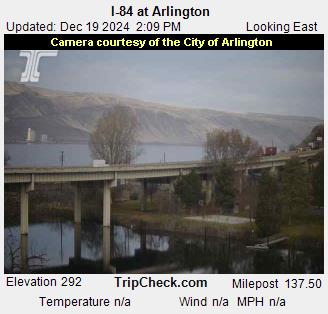 I-84 at Arlington
Updated: Dec 19 2024 2:09 PM Looking East
Camera courtesy of the City of Arlington
Elevation 292 TripCheck.com Milepost 137.50
Temperature n/a Wind n/a MPH n/a